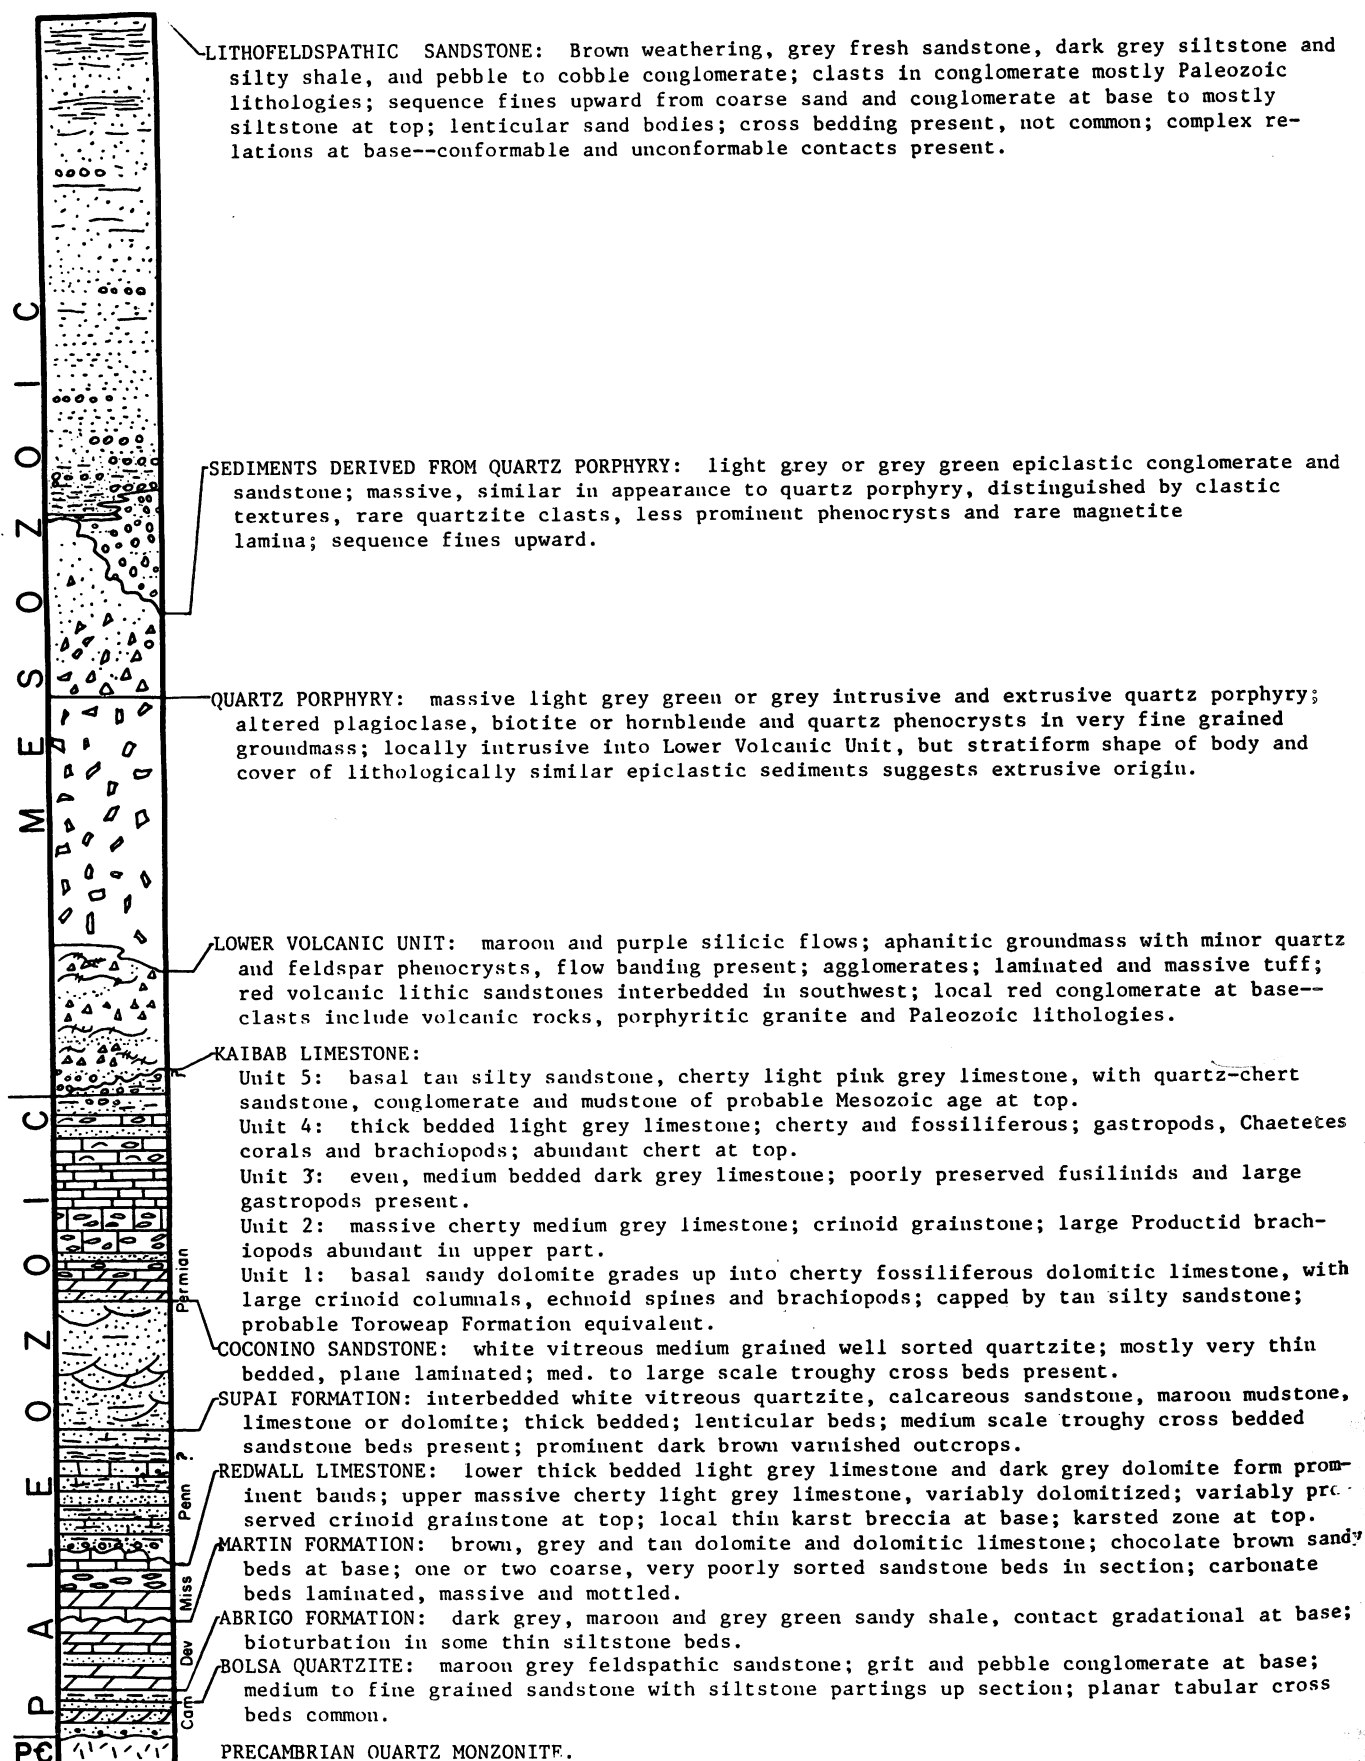 LITHOFELDSPATHIC SANDSTONE: Brown weathering, grey fresh sandstone, dark grey siltstone and
silty shale, and pebble to cobble conglomerate; clasts in conglomerate mostly Paleozoic
lithologies; sequence fines upward from coarse sand and conglomerate at base to mostly
siltstone at top; lenticular sand bodies; cross bedding present, not common; complex re-
lations at base--conformable and unconformable contacts present.
SEDIMENTS DERIVED FROM QUARTZ PORPHYRY: light grey or grey green epiclastic conglomerate and
sandstone; massive, similar in appearance to quartz porphyry, distinguished by clastic
textures, rare quartzite clasts, less prominent phenocrysts and rare magnetite
lamina; sequence fines upward.
QUARTZ PORPHYRY: massive light grey green or grey intrusive and extrusive quartz porphyry;
altered plagioclase, biotite or hornblende and quartz phenocrysts in very fine grained
groundmass; locally intrusive into Lower Volcanic Unit, but stratiform shape of body and
cover of lithologically similar epiclastic sediments suggests extrusive origin.
LOWER VOLCANIC UNIT: maroon and purple silicic flows; aphanitic groundmass with minor quartz
and feldspar phenocrysts, flow banding present; agglomerates; laminated and massive tuff;
red volcanic lithic sandstones interbedded in southwest; local red conglomerate at base--
clasts include volcanic rocks, porphyritic granite and Paleozoic lithologies.
KAIBAB LIMESTONE:
Unit 5: basal tan silty sandstone, cherty light pink grey limestone, with quartz-chert
sandstone, conglomerate and mudstone of probable Mesozoic age at top.
Unit 4: thick bedded light grey limestone; cherty and fossiliferous; gastropods, Chaetetes
corals and brachiopods; abundant chert at top.
Unit 3: even, medium bedded dark grey limestone; poorly preserved fusilinids and large
gastropods present.
Unit 2: massive cherty medium grey limestone; crinoid grainstone; large Productid brach-
iopods abundant in upper part.
Unit 1: basal sandy dolomite grades up into cherty fossiliferous dolomitic limestone, with
large crinoid columnals, echnoid spines and brachiopods; capped by tan silty sandstone;
probable Toroweap Formation equivalent.
COCONINO SANDSTONE: white vitreous medium grained well sorted quartzite; mostly very thin
bedded, plane laminated; med. to large scale troughy cross beds present.
SUPAI FORMATION: interbedded white vitreous quartzite, calcareous sandstone, maroon mudstone,
limestone or dolomite; thick bedded; lenticular beds; medium scale troughy cross bedded
sandstone beds present; prominent dark brown varnished outcrops.
REDWALL LIMESTONE: lower thick bedded light grey limestone and dark grey dolomite form prom-
inent bands; upper massive cherty light grey limestone, variably dolomitized; variably pre-
served crinoid grainstone at top; local thin karst breccia at base; karsted zone at top.
MARTIN FORMATION: brown, grey and tan dolomite and dolomitic limestone; chocolate brown sandy
beds at base; one or two coarse, very poorly sorted sandstone beds in section; carbonate
beds laminated, massive and mottled.
ABRIGO FORMATION: dark grey, maroon and grey green sandy shale, contact gradational at base;
bioturbation in some thin siltstone beds.
BOLSA QUARTZITE: maroon grey feldspathic sandstone; grit and pebble conglomerate at base;
medium to fine grained sandstone with siltstone partings up section; planar tabular cross
beds common.
PRECAMBRIAN QUARTZ MONZONITE.
MESOZOIC
PALEOZOIC
P€
?
Permian
?
Penn
Miss
Dev
Cam